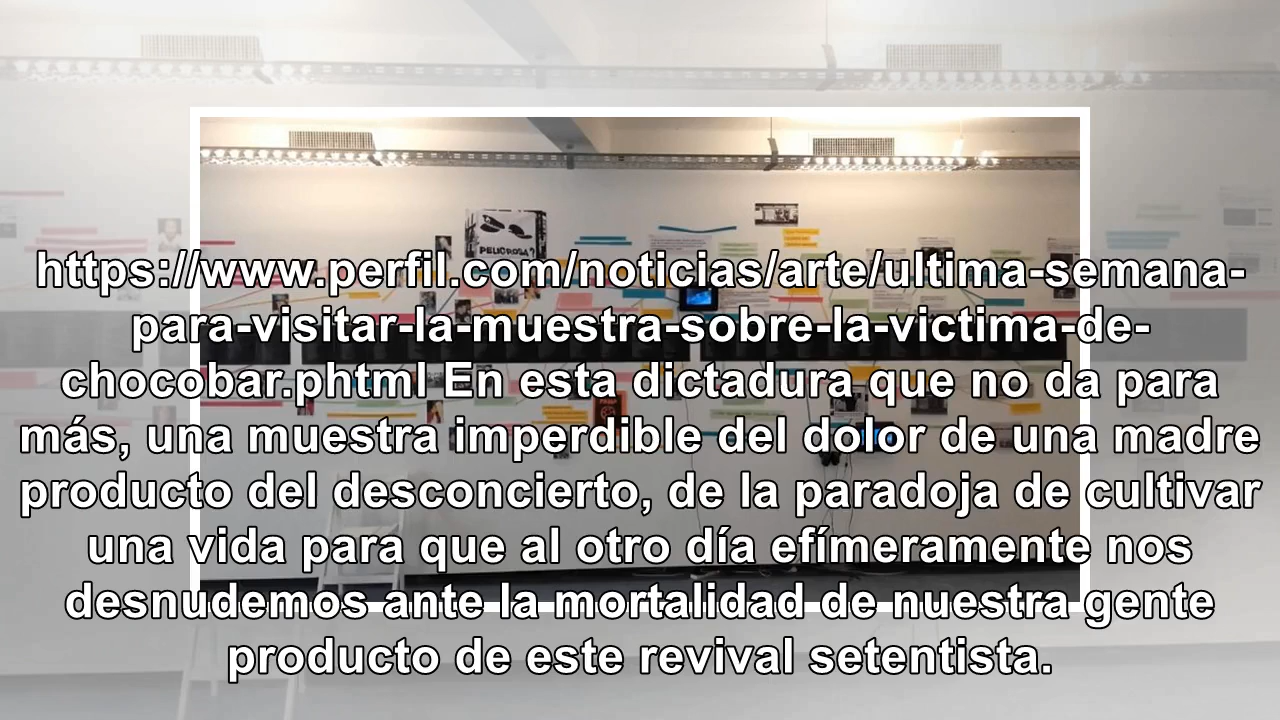 PELIGROSA?
https://www.perfil.com/noticias/arte/ultima-semana-
para-visitar-la-muestra-sobre-la-victima-de-
chocobar.phtml En esta dictadura que no da para
más, una muestra imperdible del dolor de una madre
producto del desconcierto, de la paradoja de cultivar
una vida para que al otro día efímeramente nos
desnudemos ante la mortalidad de nuestra gente
producto de este revival setentista.